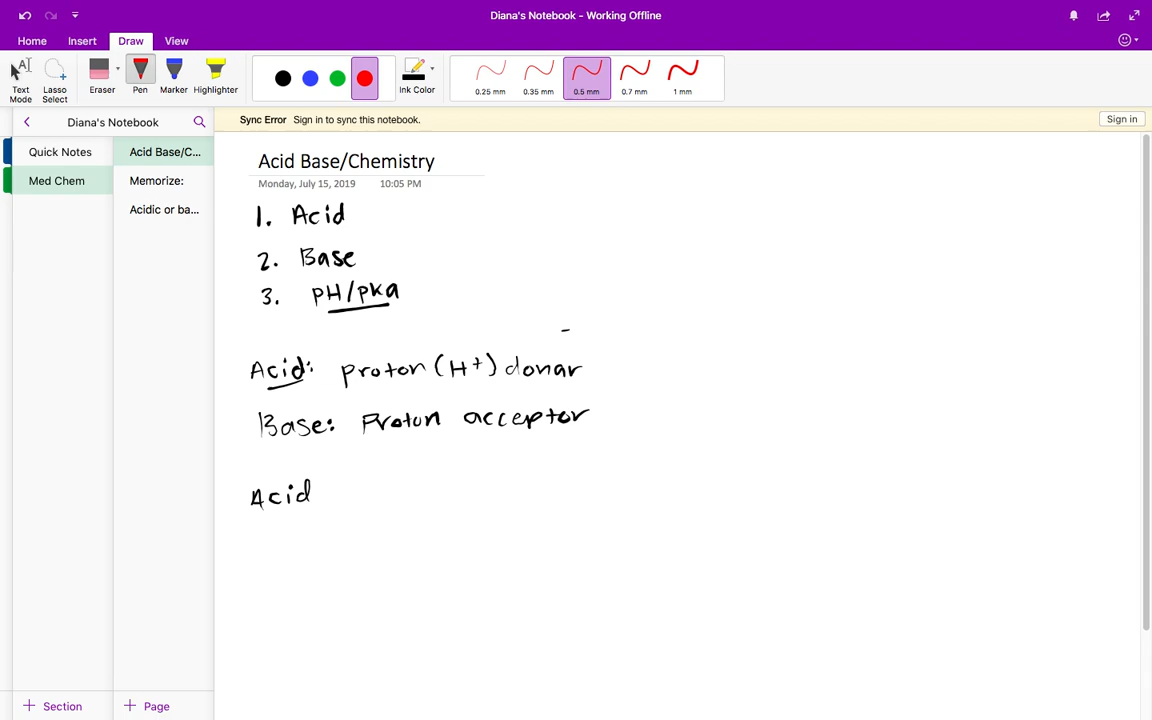 Diana's Notebook - Working Offline
Home Insert Draw View
Text Mode
Lasso Select
Eraser
Pen
Marker
Highlighter
Ink Color
0.25 mm 0.35 mm 0.5 mm 0.7 mm 1 mm
Diana's Notebook
Sync Error Sign in to sync this notebook.
Sign in
Quick Notes
Med Chem
Acid Base/C...
Memorize:
Acidic or ba...
Acid Base/Chemistry
Monday, July 15, 2019 10:05 PM
1. Acid
2. Base
3. pH/pka
Acid: proton (H+) donar
Base: Proton acceptor
Acid
+ Section
+ Page